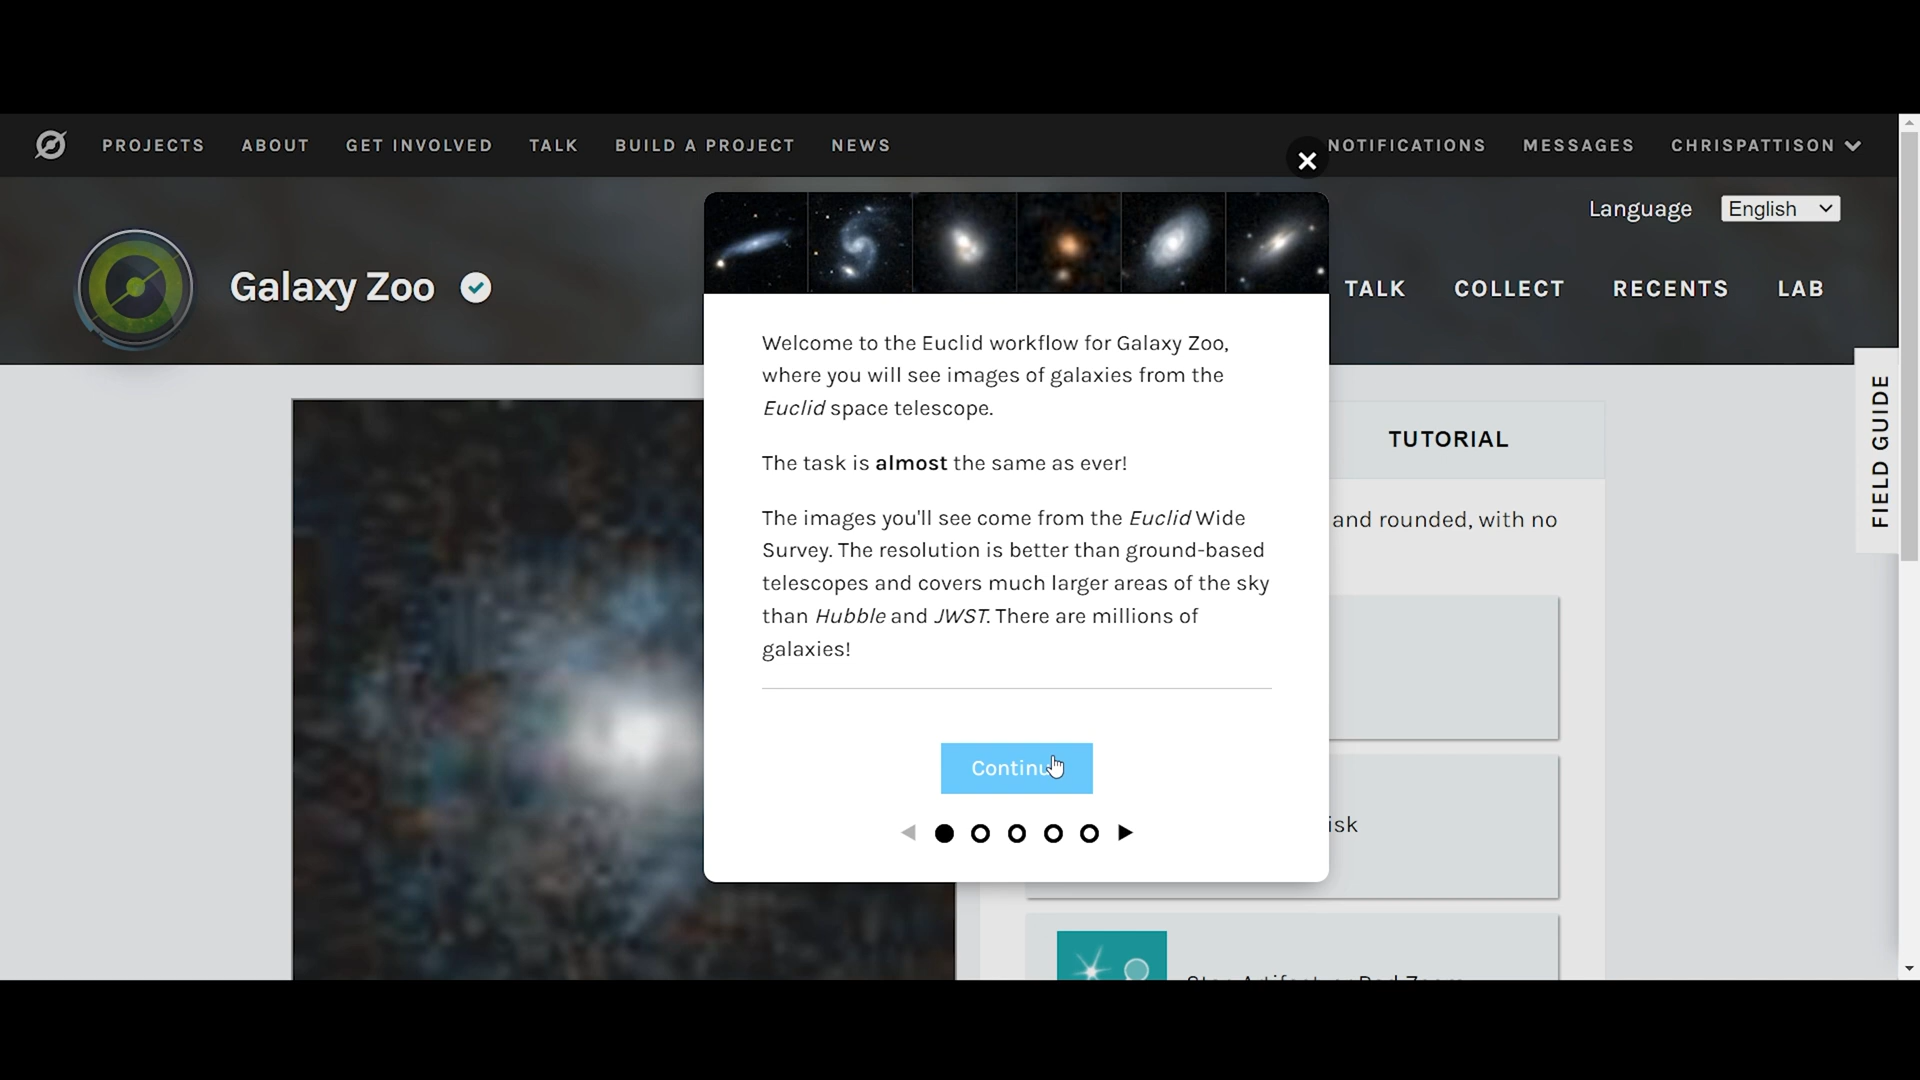 PROJECTS ABOUT GET INVOLVED TALK BUILD A PROJECT NEWS NOTIFICATIONS MESSAGES CHRISPATTISON
Language English
Galaxy Zoo
TALK COLLECT RECENTS LAB
FIELD GUIDE
TUTORIAL
and rounded, with no
Welcome to the Euclid workflow for Galaxy Zoo,
where you will see images of galaxies from the
Euclid space telescope.
The task is almost the same as ever!
The images you'll see come from the Euclid Wide
Survey. The resolution is better than ground-based
telescopes and covers much larger areas of the sky
than Hubble and JWST. There are millions of
galaxies!
Continu
isk